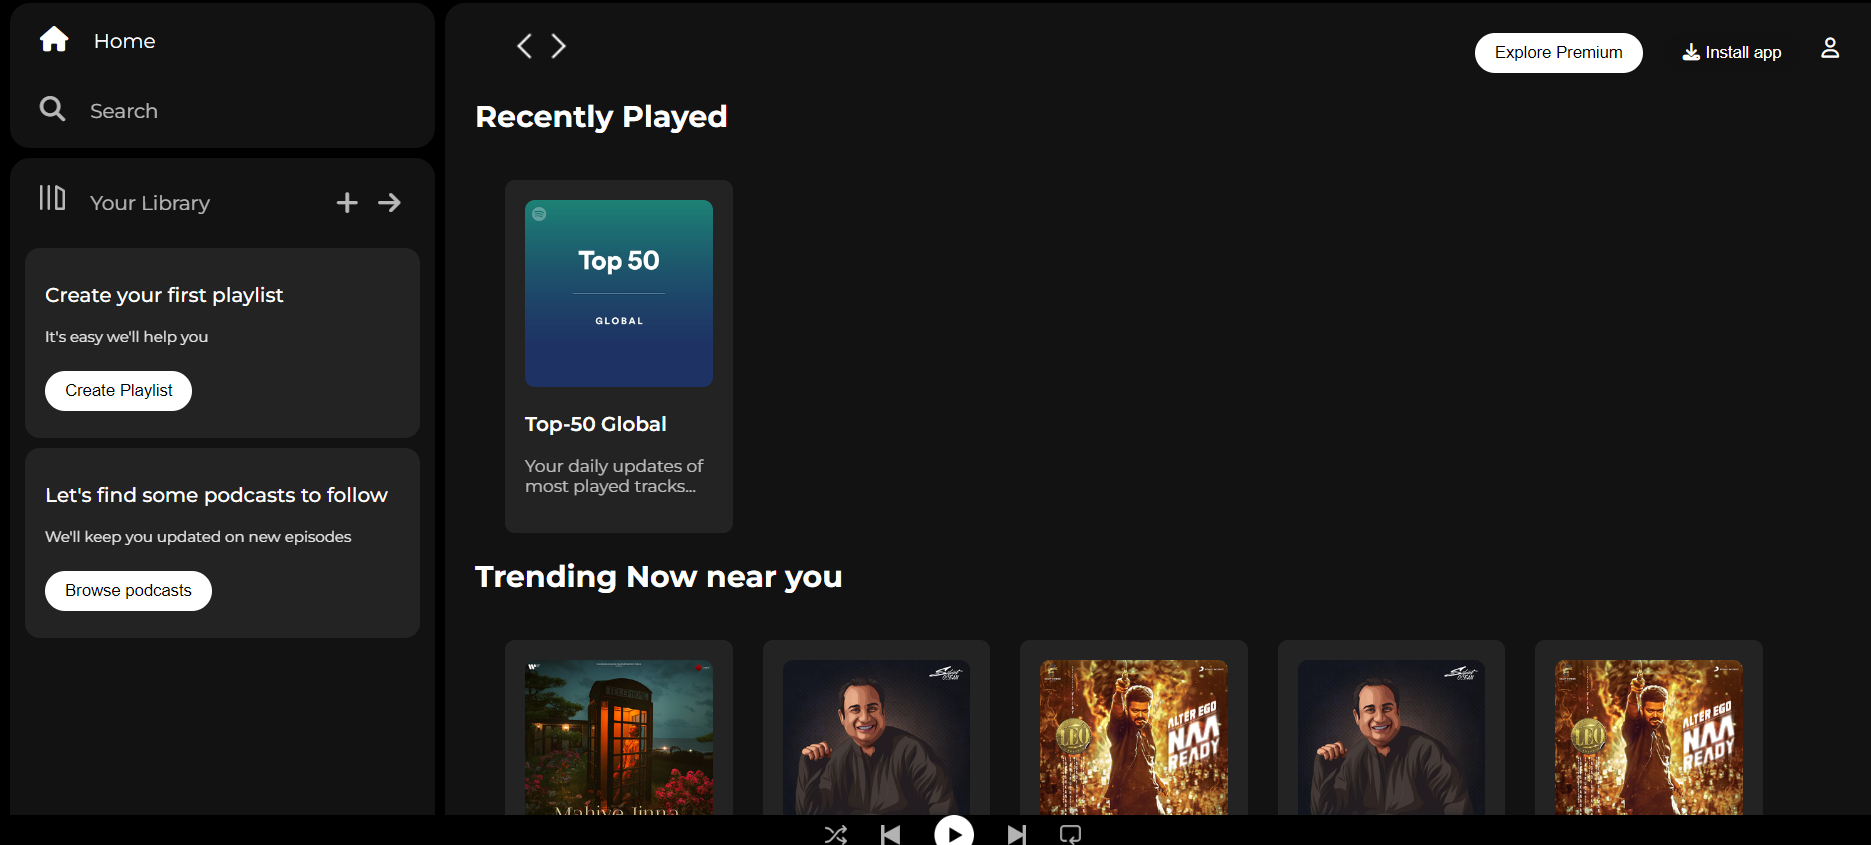 Home
Search
Your Library
Create your first playlist
It's easy we'll help you
Create Playlist
Let's find some podcasts to follow
We'll keep you updated on new episodes
Browse podcasts
Explore Premium
Install app
Recently Played
Top 50
GLOBAL
Top-50 Global
Your daily updates of
most played tracks...
Trending Now near you
TELEPHONE
Mahiye Jinna
LEO
ALTER EGO
NAA
READY
LEO
ALTER EGO
NAA
READY